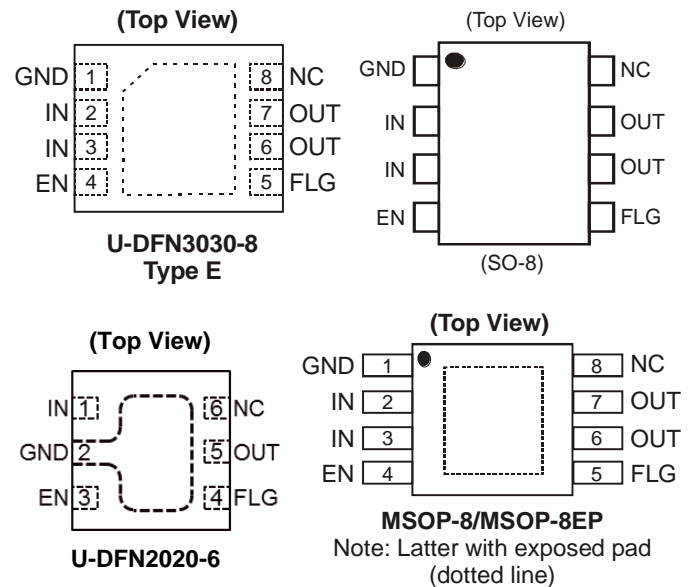 (Top View)
GND 1 8 NC
IN 2 7 OUT
IN 3 6 OUT
EN 4 5 FLG
U-DFN3030-8
Type E
(Top View)
GND NC
IN OUT
IN OUT
EN FLG
(SO-8)
(Top View)
IN 1 6 NC
GND 2 5 OUT
EN 3 4 FLG
U-DFN2020-6
(Top View)
GND 1 8 NC
IN 2 7 OUT
IN 3 6 OUT
EN 4 5 FLG
MSOP-8/MSOP-8EP
Note: Latter with exposed pad
(dotted line)